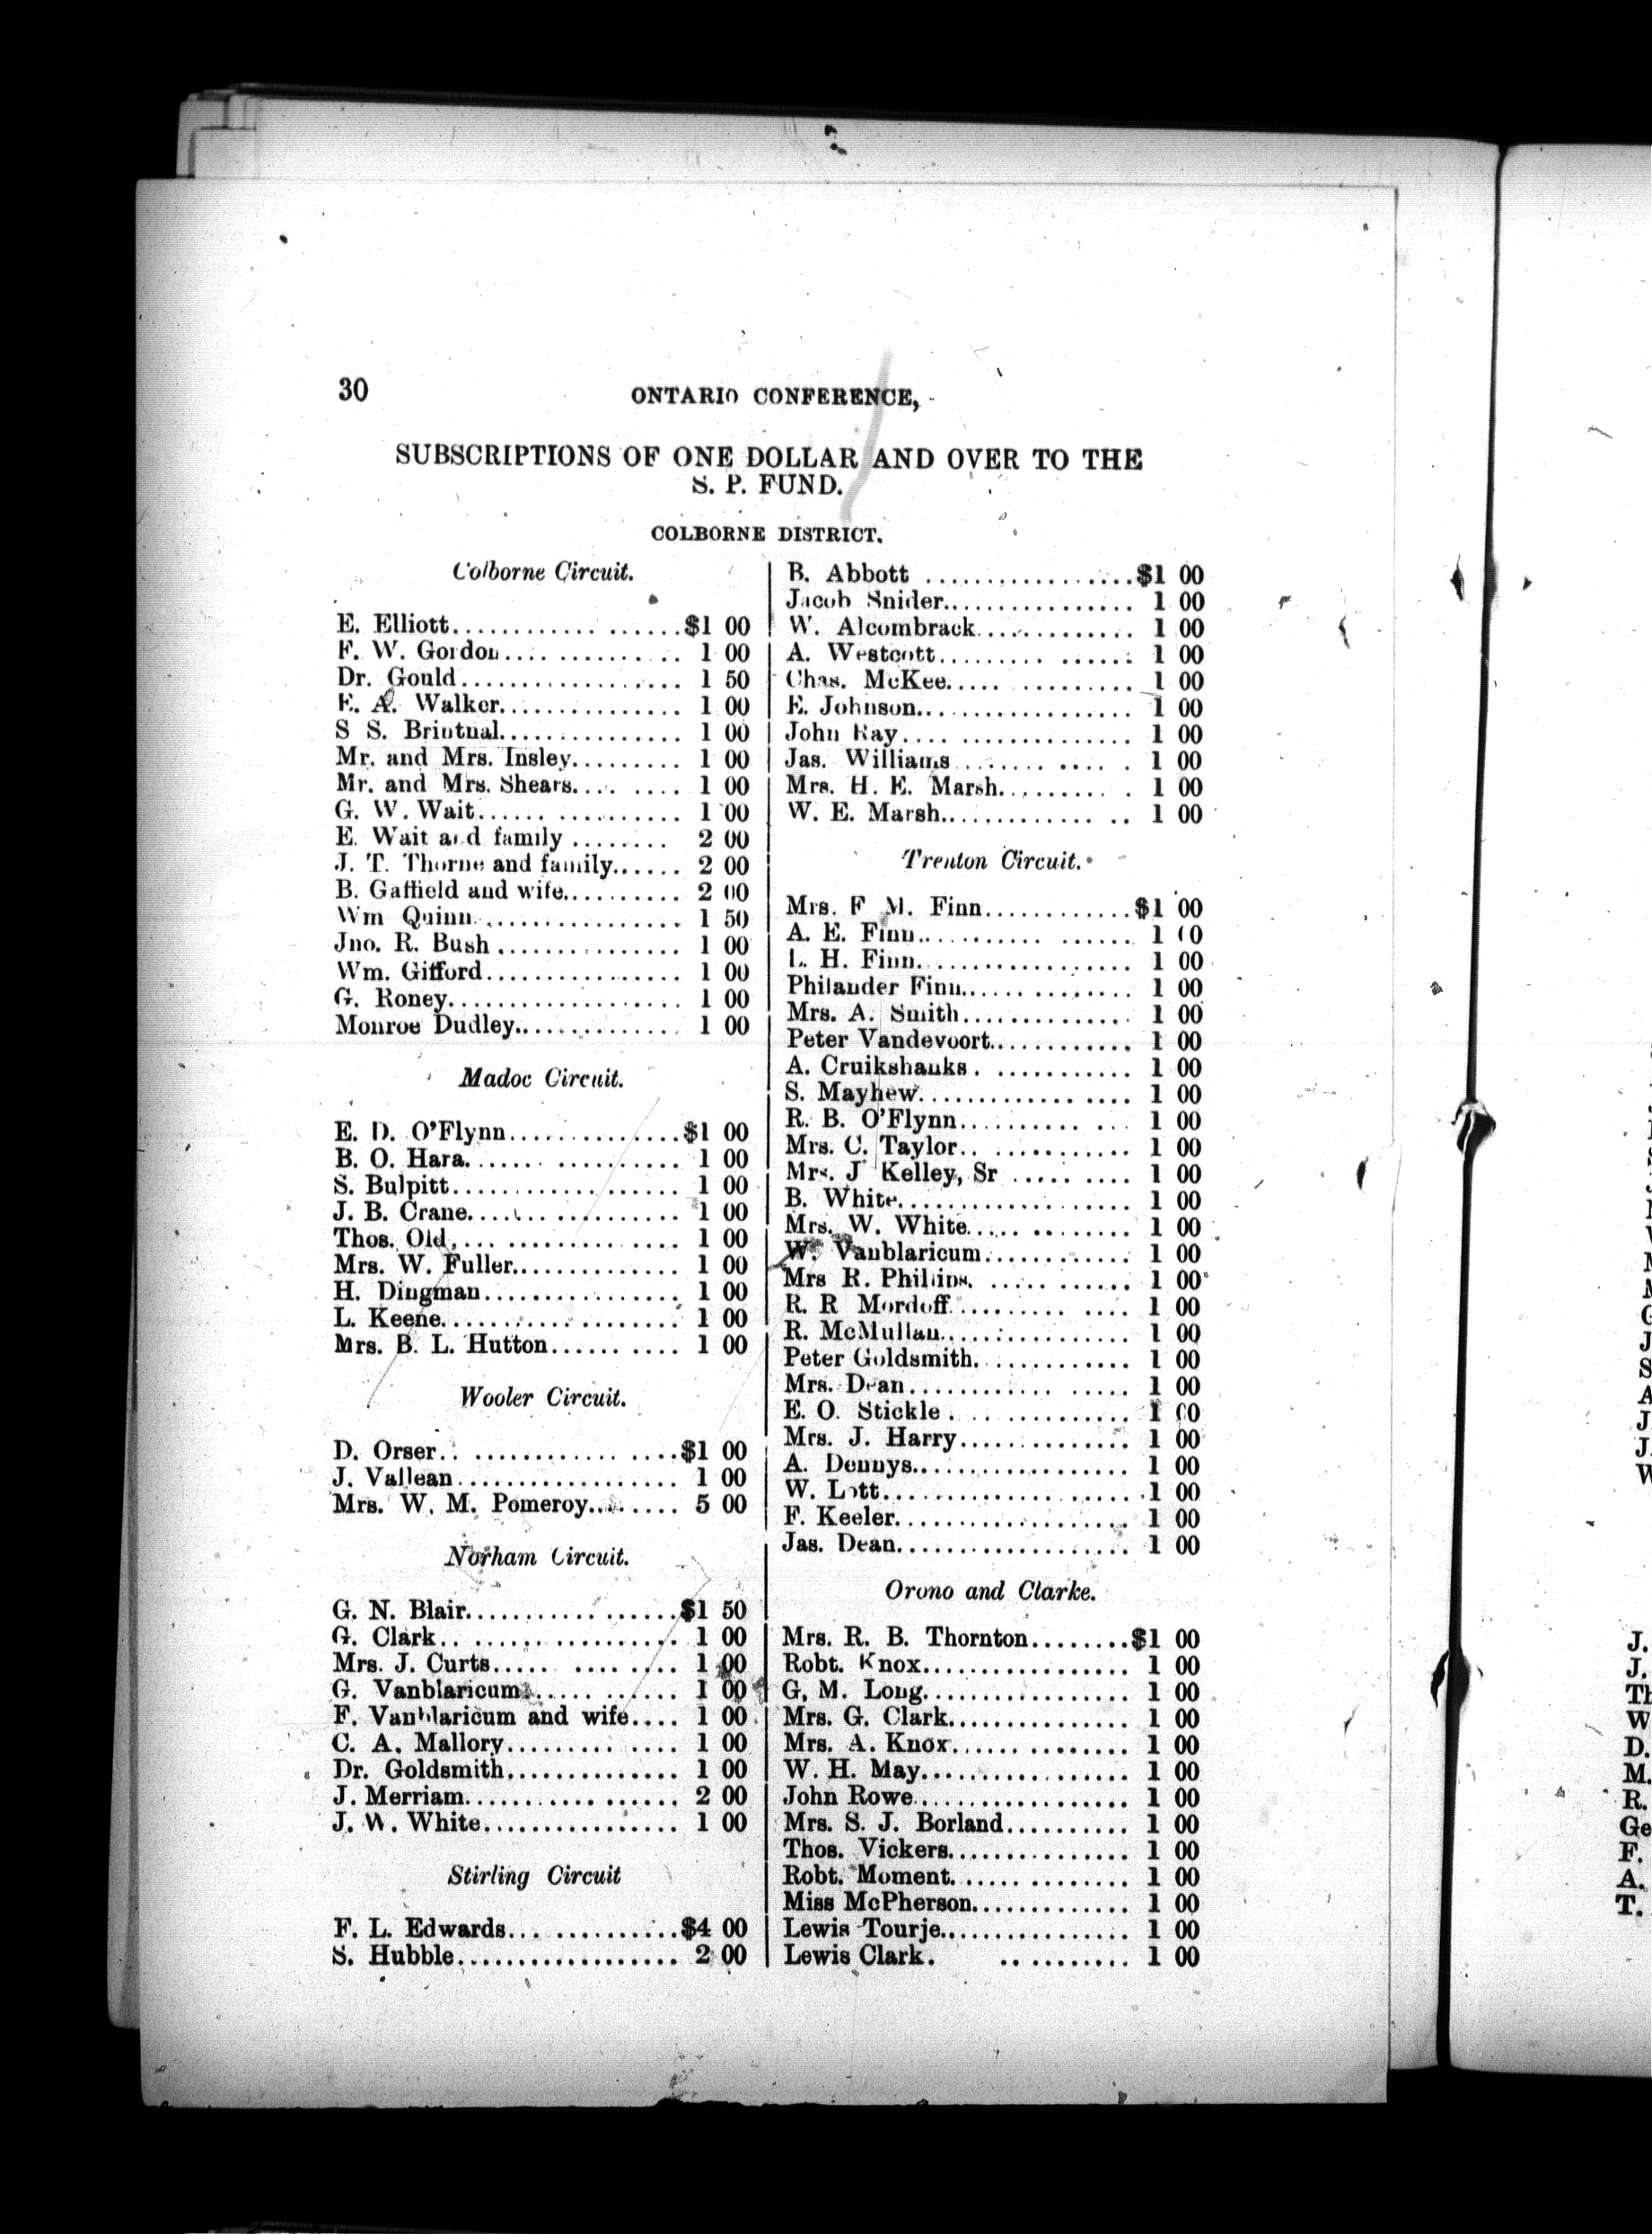 30
ONTARIO CONFERENCE,
SUBSCRIPTIONS OF ONE DOLLAR AND OVER TO THE
S. P. FUND.
COLBORNE DISTRICT.
Colborne Circuit.
E. Elliott.................$1 00
F. W. Gordon.............. 1 00
Dr. Gould................. 1 50
E. A. Walker.............. 1 00
S S. Brintnal............. 1 00
Mr. and Mrs. Insley......... 1 00
Mr. and Mrs. Shears........ 1 00
G. W. Wait................ 1 00
E. Wait and family ........ 2 00
J. T. Thorne and family...... 2 00
B. Gaffield and wife.......... 2 00
Wm Quinn................. 1 50
Jno. R. Bush............... 1 00
Wm. Gifford................ 1 00
G. Roney................... 1 00
Monroe Dudley............. 1 00
Madoc Circuit.
E. D. O'Flynn..............$1 00
B. O. Hara................ 1 00
S. Bulpitt.................. 1 00
J. B. Crane................. 1 00
Thos. Old.................. 1 00
Mrs. W. Fuller.............. 1 00
H. Dingman................ 1 00
L. Keene................... 1 00
Mrs. B. L. Hutton.......... 1 00
Wooler Circuit.
D. Orser..................$1 00
J. Vallean.................. 1 00
Mrs. W. M. Pomeroy........ 5 00
Norham Circuit.
G. N. Blair.................$1 50
G. Clark................... 1 00
Mrs. J. Curts.............. 1 00
G. Vanblaricum............ 1 00
F. Vanblaricum and wife.... 1 00
C. A. Mallory.............. 1 00
Dr. Goldsmith.............. 1 00
J. Merriam................. 2 00
J. W. White................ 1 00
Stirling Circuit
F. L. Edwards..............$4 00
S. Hubble.................. 2 00
B. Abbott .................$1 00
Jacob Snider................ 1 00
W. Alcombrack............. 1 00
A. Westcott................ 1 00
Chas. McKee............... 1 00
E. Johnson................. 1 00
John Ray.................. 1 00
Jas. Williams.............. 1 00
Mrs. H. E. Marsh........... 1 00
W. E. Marsh............... 1 00
Trenton Circuit.
Mrs. F M. Finn............$1 00
A. E. Finn................. 1 00
L. H. Finn................. 1 00
Philander Finn.............. 1 00
Mrs. A. Smith.............. 1 00
Peter Vandevoort............ 1 00
A. Cruikshanks............. 1 00
S. Mayhew................. 1 00
R. B. O'Flynn.............. 1 00
Mrs. C. Taylor............. 1 00
Mrs. J Kelley, Sr .......... 1 00
B. White................... 1 00
Mrs. W. White............. 1 00
W. Vanblaricum............ 1 00
Mrs R. Phillips............. 1 00
R. R Mordoff.............. 1 00
R. McMullan............... 1 00
Peter Goldsmith............. 1 00
Mrs. Dean................. 1 00
E. O. Stickle............... 1 00
Mrs. J. Harry.............. 1 00
A. Dennys................. 1 00
W. Lott................... 1 00
F. Keeler.................. 1 00
Jas. Dean.................. 1 00
Orono and Clarke.
Mrs. R. B. Thornton........$1 00
Robt. Knox................ 1 00
G. M. Long................ 1 00
Mrs. G. Clark.............. 1 00
Mrs. A. Knox.............. 1 00
W. H. May................ 1 00
John Rowe................. 1 00
Mrs. S. J. Borland.......... 1 00
Thos. Vickers............... 1 00
Robt. Moment.............. 1 00
Miss McPherson............. 1 00
Lewis Tourje............... 1 00
Lewis Clark. .......... 1 00